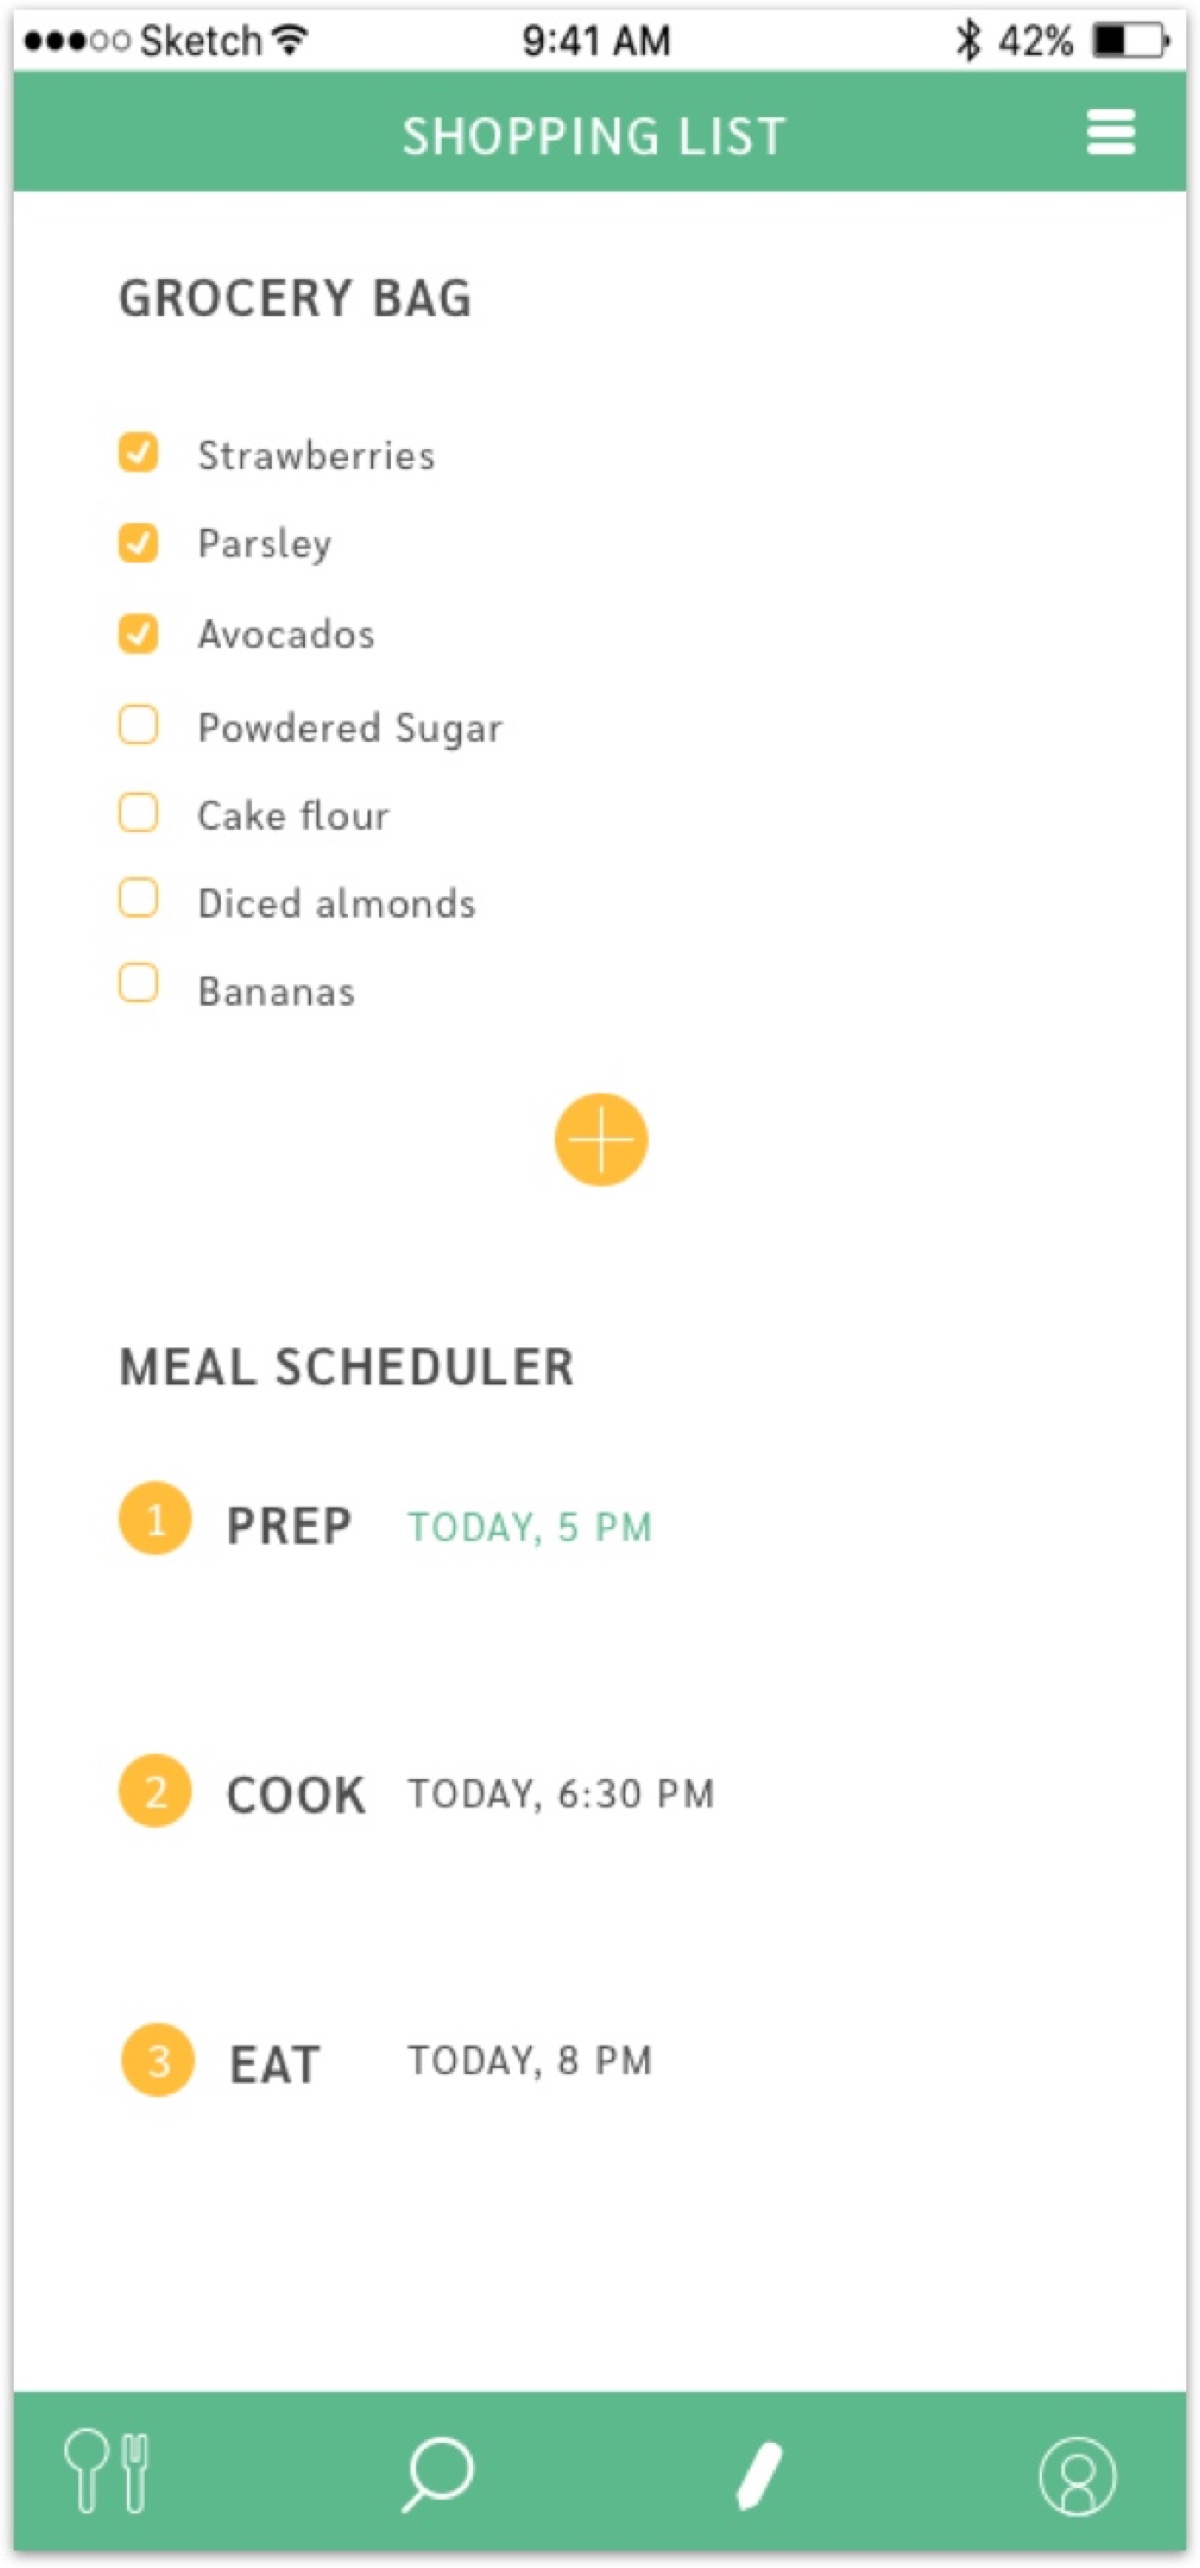 Sketch 9:41 AM 42%
SHOPPING LIST
GROCERY BAG
Strawberries
Parsley
Avocados
Powdered Sugar
Cake flour
Diced almonds
Bananas
MEAL SCHEDULER
1 PREP TODAY, 5 PM
2 COOK TODAY, 6:30 PM
3 EAT TODAY, 8 PM